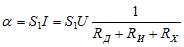 α = S₁I = S₁U 1 / (R_Д + R_И + R_X)